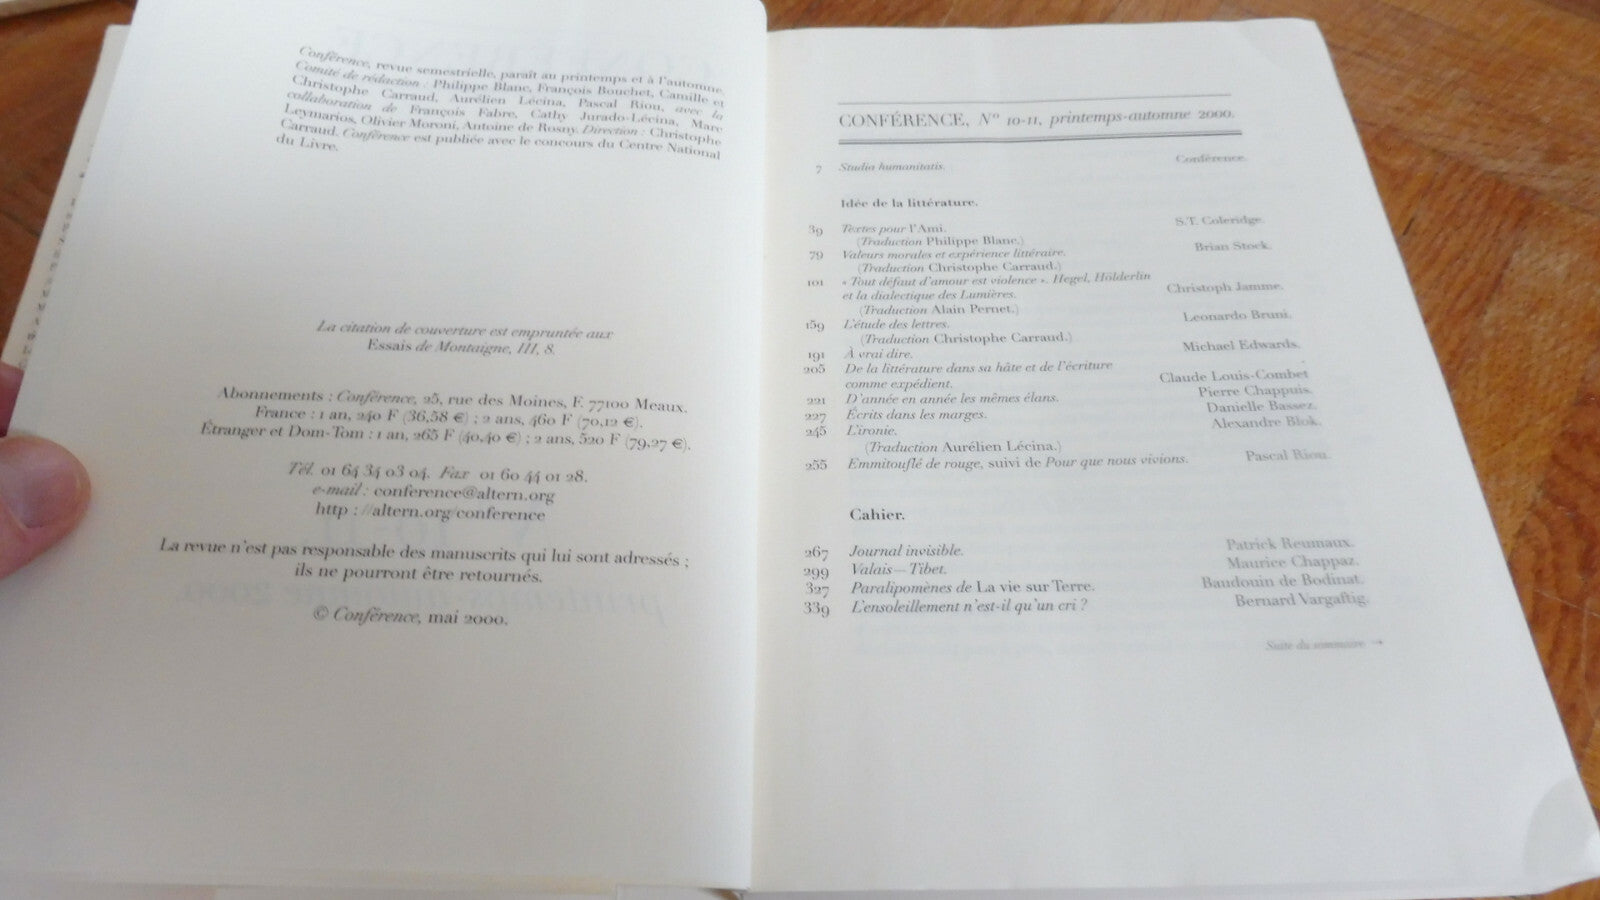 Conférence, revue semestrielle, paraît au printemps et à l'automne.
Comité de rédaction : Philippe Blanc, François Bouchet, Camille et
Christophe Carraud, Aurélien Lécina, Pascal Riou, avec la
collaboration de François Fabre, Cathy Jurado-Lécina, Marc
Leymarios, Olivier Moroni, Antoine de Rosny. Direction : Christophe
Carraud. Conférence est publiée avec le concours du Centre National
du Livre.
La citation de couverture est empruntée aux
Essais de Montaigne, III, 8.
Abonnements : Conférence, 25, rue des Moines, F. 77100 Meaux.
France : 1 an, 240 F (36,58 €) ; 2 ans, 460 F (70,12 €).
Étranger et Dom-Tom : 1 an, 265 F (40,40 €) ; 2 ans, 520 F (79,27 €).
Tél. 01 64 34 03 04. Fax 01 60 44 01 28.
e-mail : conference@altern.org
http : //altern.org/conference
La revue n'est pas responsable des manuscrits qui lui sont adressés ;
ils ne pourront être retournés.
© Conférence, mai 2000.
CONFÉRENCE, N° 10-11, printemps-automne 2000.
7 Studia humanitatis. Conférence.
Idée de la littérature.
39 Textes pour l'Ami. S.T. Coleridge.
(Traduction Philippe Blanc.)
79 Valeurs morales et expérience littéraire. Brian Stock.
(Traduction Christophe Carraud.)
101 « Tout défaut d'amour est violence ». Hegel, Hölderlin
et la dialectique des Lumières. Christoph Jamme.
(Traduction Alain Pernet.)
159 L'étude des lettres. Leonardo Bruni.
(Traduction Christophe Carraud.)
191 À vrai dire. Michael Edwards.
205 De la littérature dans sa hâte et de l'écriture
comme expédient. Claude Louis-Combet
221 D'année en année les mêmes élans. Pierre Chappuis.
227 Écrits dans les marges. Danielle Bassez.
245 L'ironie. Alexandre Blok.
(Traduction Aurélien Lécina.)
255 Emmitouflé de rouge, suivi de Pour que nous vivions. Pascal Riou.
Cahier.
267 Journal invisible. Patrick Reumaux.
299 Valais—Tibet. Maurice Chappaz.
327 Paralipomènes de La vie sur Terre. Baudouin de Bodinat.
339 L'ensoleillement n'est-il qu'un cri ? Bernard Vargaftig.
Suite du sommaire →